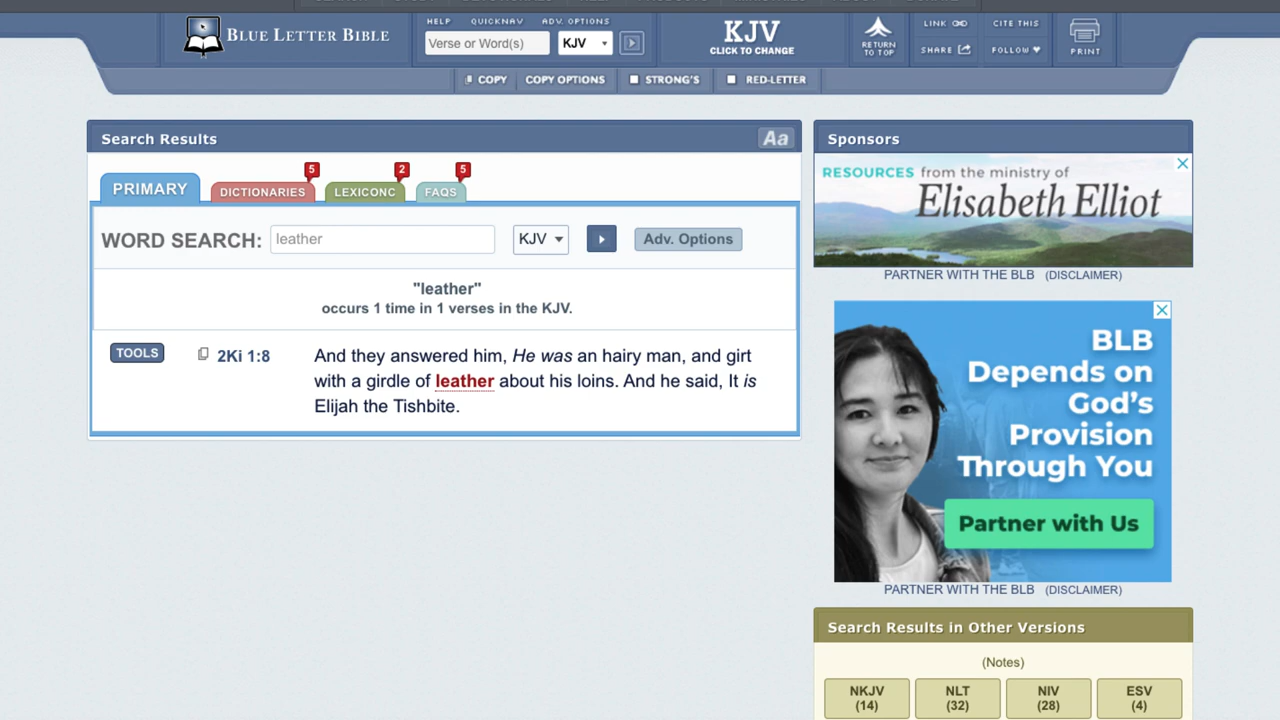 HELP QUICKNAV ADV. OPTIONS
BLUE LETTER BIBLE
Verse or Word(s)
KJV
KJV
CLICK TO CHANGE
RETURN
TO TOP
LINK
CITE THIS
SHARE
FOLLOW
PRINT
COPY
COPY OPTIONS
STRONG'S
RED-LETTER
Search Results
Aa
PRIMARY
DICTIONARIES
5
LEXICONC
2
FAQS
5
WORD SEARCH:
leather
KJV
Adv. Options
"leather"
occurs 1 time in 1 verses in the KJV.
TOOLS
2Ki 1:8
And they answered him, He was an hairy man, and girt
with a girdle of leather about his loins. And he said, It is
Elijah the Tishbite.
Sponsors
RESOURCES from the ministry of
Elisabeth Elliot
PARTNER WITH THE BLB (DISCLAIMER)
BLB
Depends on
God's
Provision
Through You
Partner with Us
PARTNER WITH THE BLB (DISCLAIMER)
Search Results in Other Versions
(Notes)
NKJV
(14)
NLT
(32)
NIV
(28)
ESV
(4)